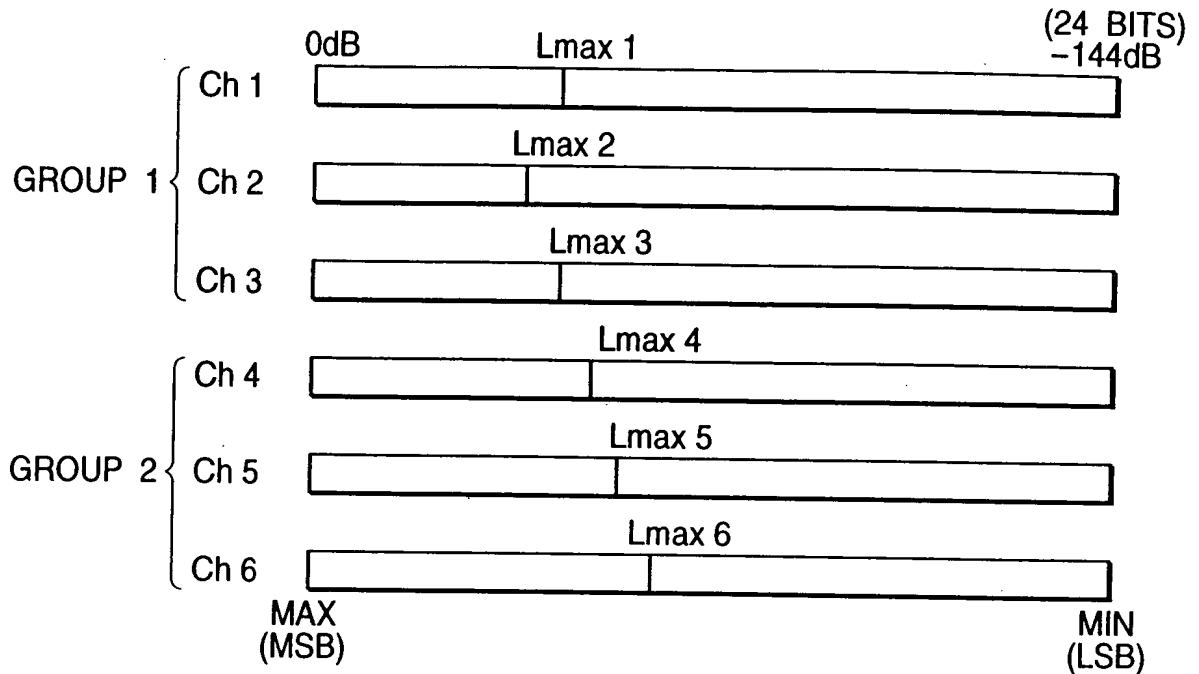 (24 BITS)
0dB
Lmax 1
−144dB
Ch 1
Lmax 2
GROUP 1
Ch 2
Lmax 3
Ch 3
Lmax 4
Ch 4
Lmax 5
GROUP 2
Ch 5
Lmax 6
Ch 6
MAX
(MSB)
MIN
(LSB)